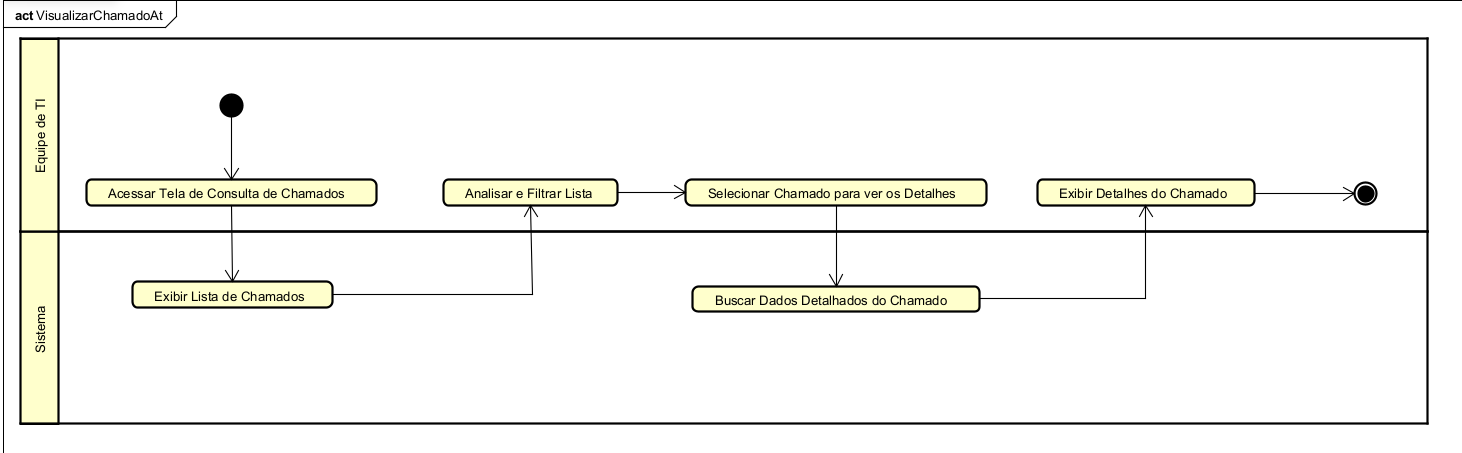 act VisualizarChamadoAt
Equipe de TI
Acessar Tela de Consulta de Chamados
Analisar e Filtrar Lista
Selecionar Chamado para ver os Detalhes
Exibir Detalhes do Chamado
Sistema
Exibir Lista de Chamados
Buscar Dados Detalhados do Chamado